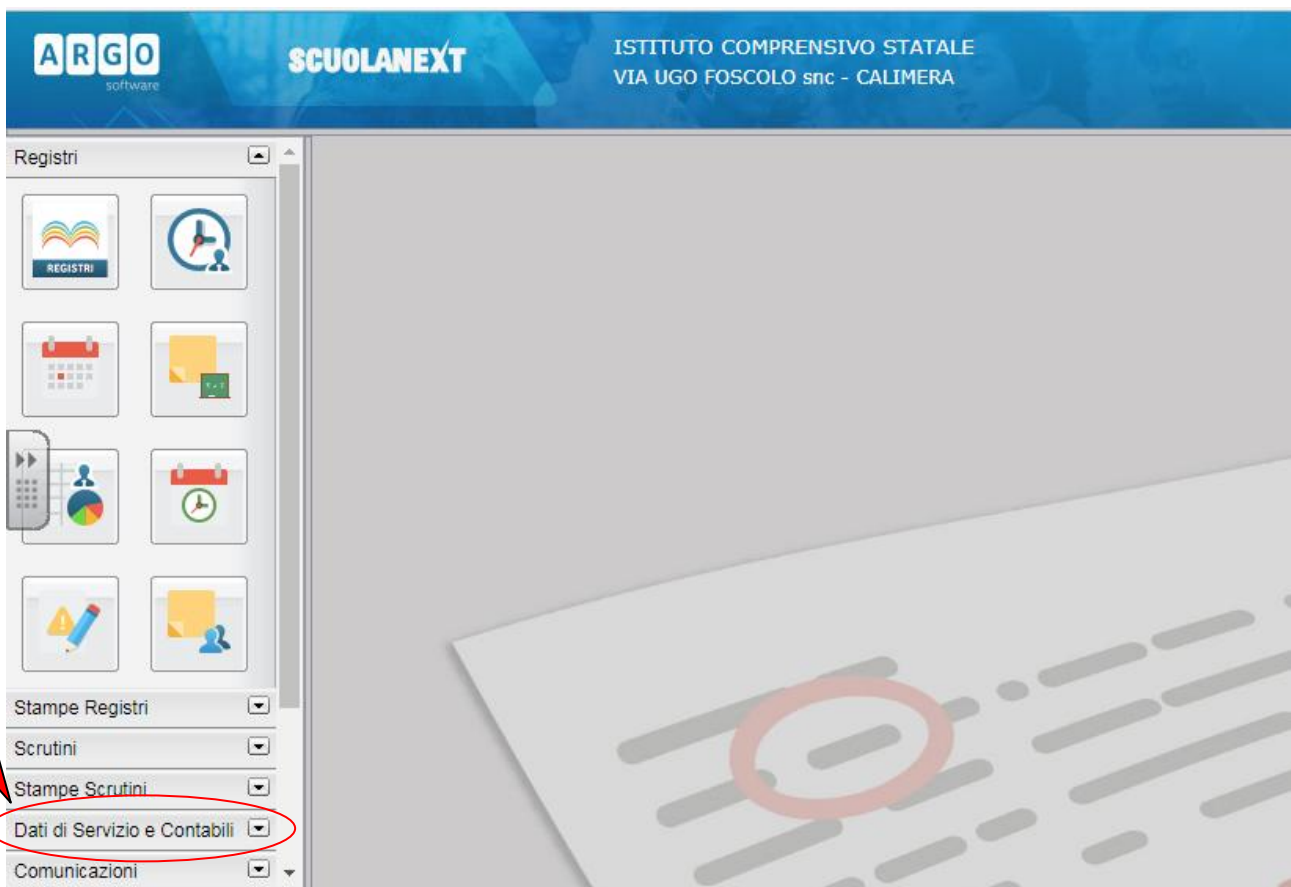 ARGO
software
SCUOLANEXT
ISTITUTO COMPRENSIVO STATALE
VIA UGO FOSCOLO snc - CALIMERA
Registri
REGISTRI
Stampe Registri
Scrutini
Stampe Scrutini
Dati di Servizio e Contabili
Comunicazioni